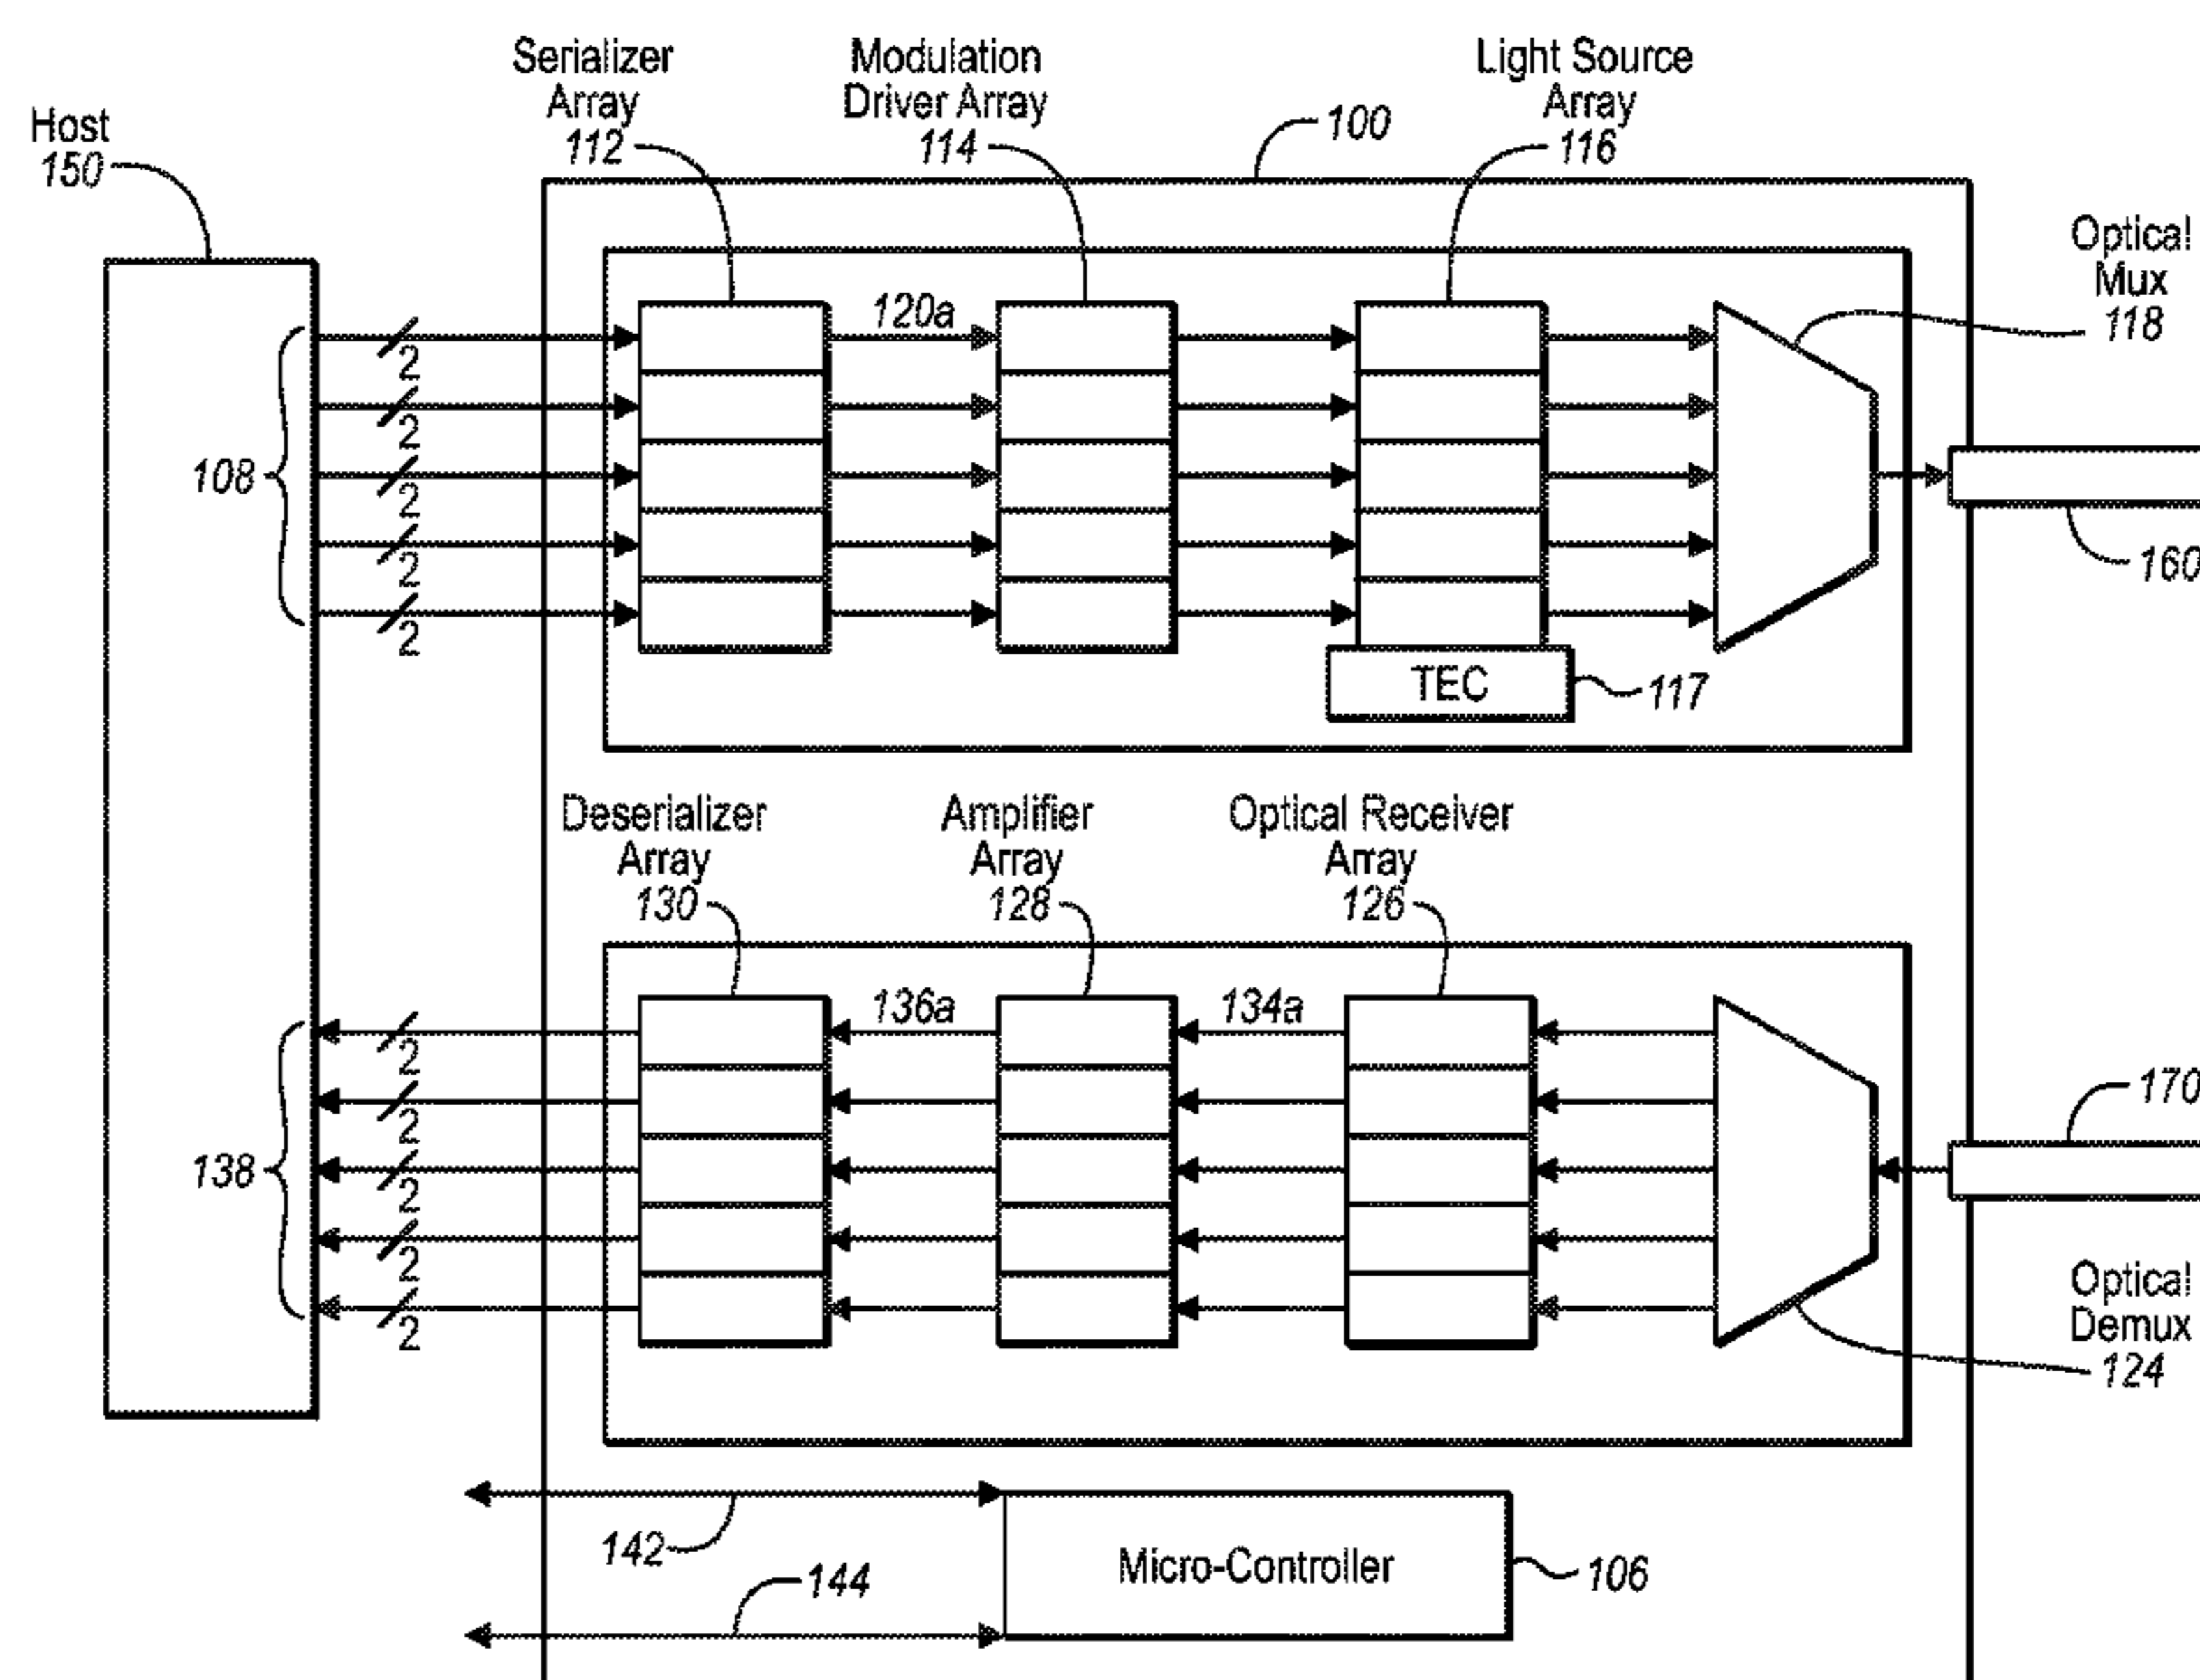 Serializer
Array
112
Modulation
Driver Array
114
Light Source
Array
116
100
Host
150
Optical
Mux
118
120a
108
2
2
2
2
2
160
TEC
117
Deserializer
Array
130
Amplifier
Array
128
Optical Receiver
Array
126
136a
134a
138
2
2
2
2
2
170
Optical
Demux
124
142
144
Micro-Controller
106